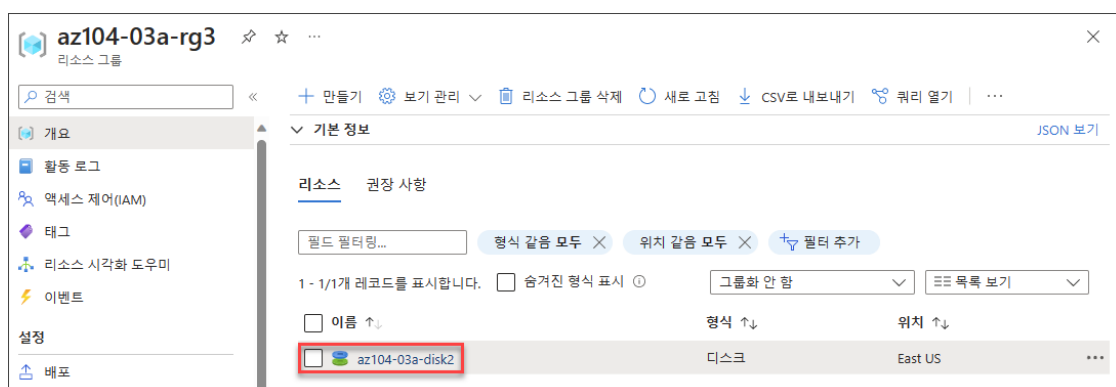 az104-03a-rg3
리소스 그룹
검색
만들기 보기 관리 리소스 그룹 삭제 새로 고침 CSV로 내보내기 쿼리 열기
개요
기본 정보 JSON 보기
활동 로그
액세스 제어(IAM)
태그
리소스 시각화 도우미
이벤트
설정
배포
리소스 권장 사항
필드 필터링... 형식 같음 모두 위치 같음 모두 필터 추가
1 - 1/1개 레코드를 표시합니다. 숨겨진 형식 표시 그룹화 안 함 목록 보기
이름 형식 위치
az104-03a-disk2 디스크 East US